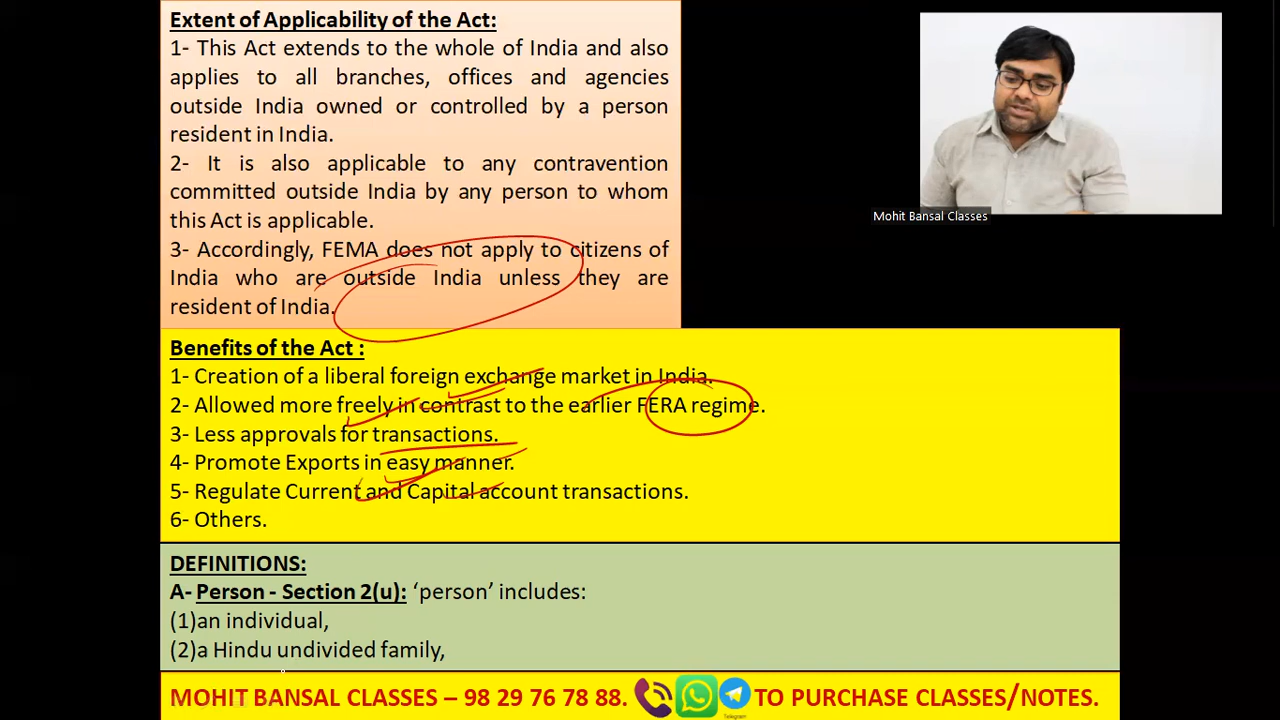 Extent of Applicability of the Act:
1- This Act extends to the whole of India and also
applies to all branches, offices and agencies
outside India owned or controlled by a person
resident in India.
2- It is also applicable to any contravention
committed outside India by any person to whom
this Act is applicable.
3- Accordingly, FEMA does not apply to citizens of
India who are outside India unless they are
resident of India.
Mohit Bansal Classes
Benefits of the Act :
1- Creation of a liberal foreign exchange market in India.
2- Allowed more freely in contrast to the earlier FERA regime.
3- Less approvals for transactions.
4- Promote Exports in easy manner.
5- Regulate Current and Capital account transactions.
6- Others.
DEFINITIONS:
A- Person - Section 2(u): ‘person’ includes:
(1)an individual,
(2)a Hindu undivided family,
MOHIT BANSAL CLASSES – 98 29 76 78 88. TO PURCHASE CLASSES/NOTES.
Telegram